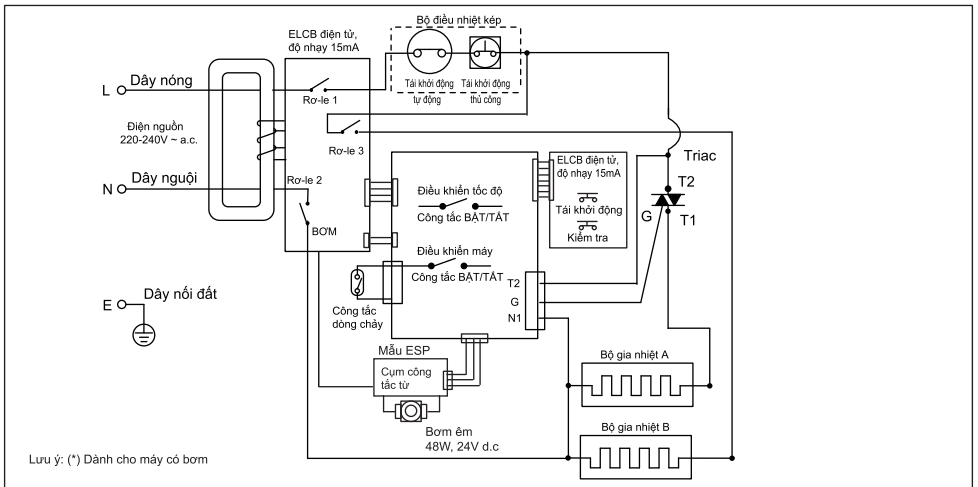 Bộ điều nhiệt kép
ELCB điện tử,
độ nhạy 15mA
L
Dây nóng
Rơ-le 1
Tái khởi động
tự động
Tái khởi động
thủ công
Điện nguồn
220-240V ~ a.c.
Rơ-le 3
Triac
ELCB điện tử,
độ nhạy 15mA
N
Dây nguội
Rơ-le 2
Điều khiển tốc độ
Công tắc BẬT/TẮT
Tái khởi động
Kiểm tra
T2
G
T1
BƠM
Điều khiển máy
Công tắc BẬT/TẮT
T2
G
N1
E
Dây nối đất
Công tắc
dòng chảy
Mẫu ESP
Cụm công
tắc từ
Bộ gia nhiệt A
Bơm êm
48W, 24V d.c
Bộ gia nhiệt B
Lưu ý: (*) Dành cho máy có bơm